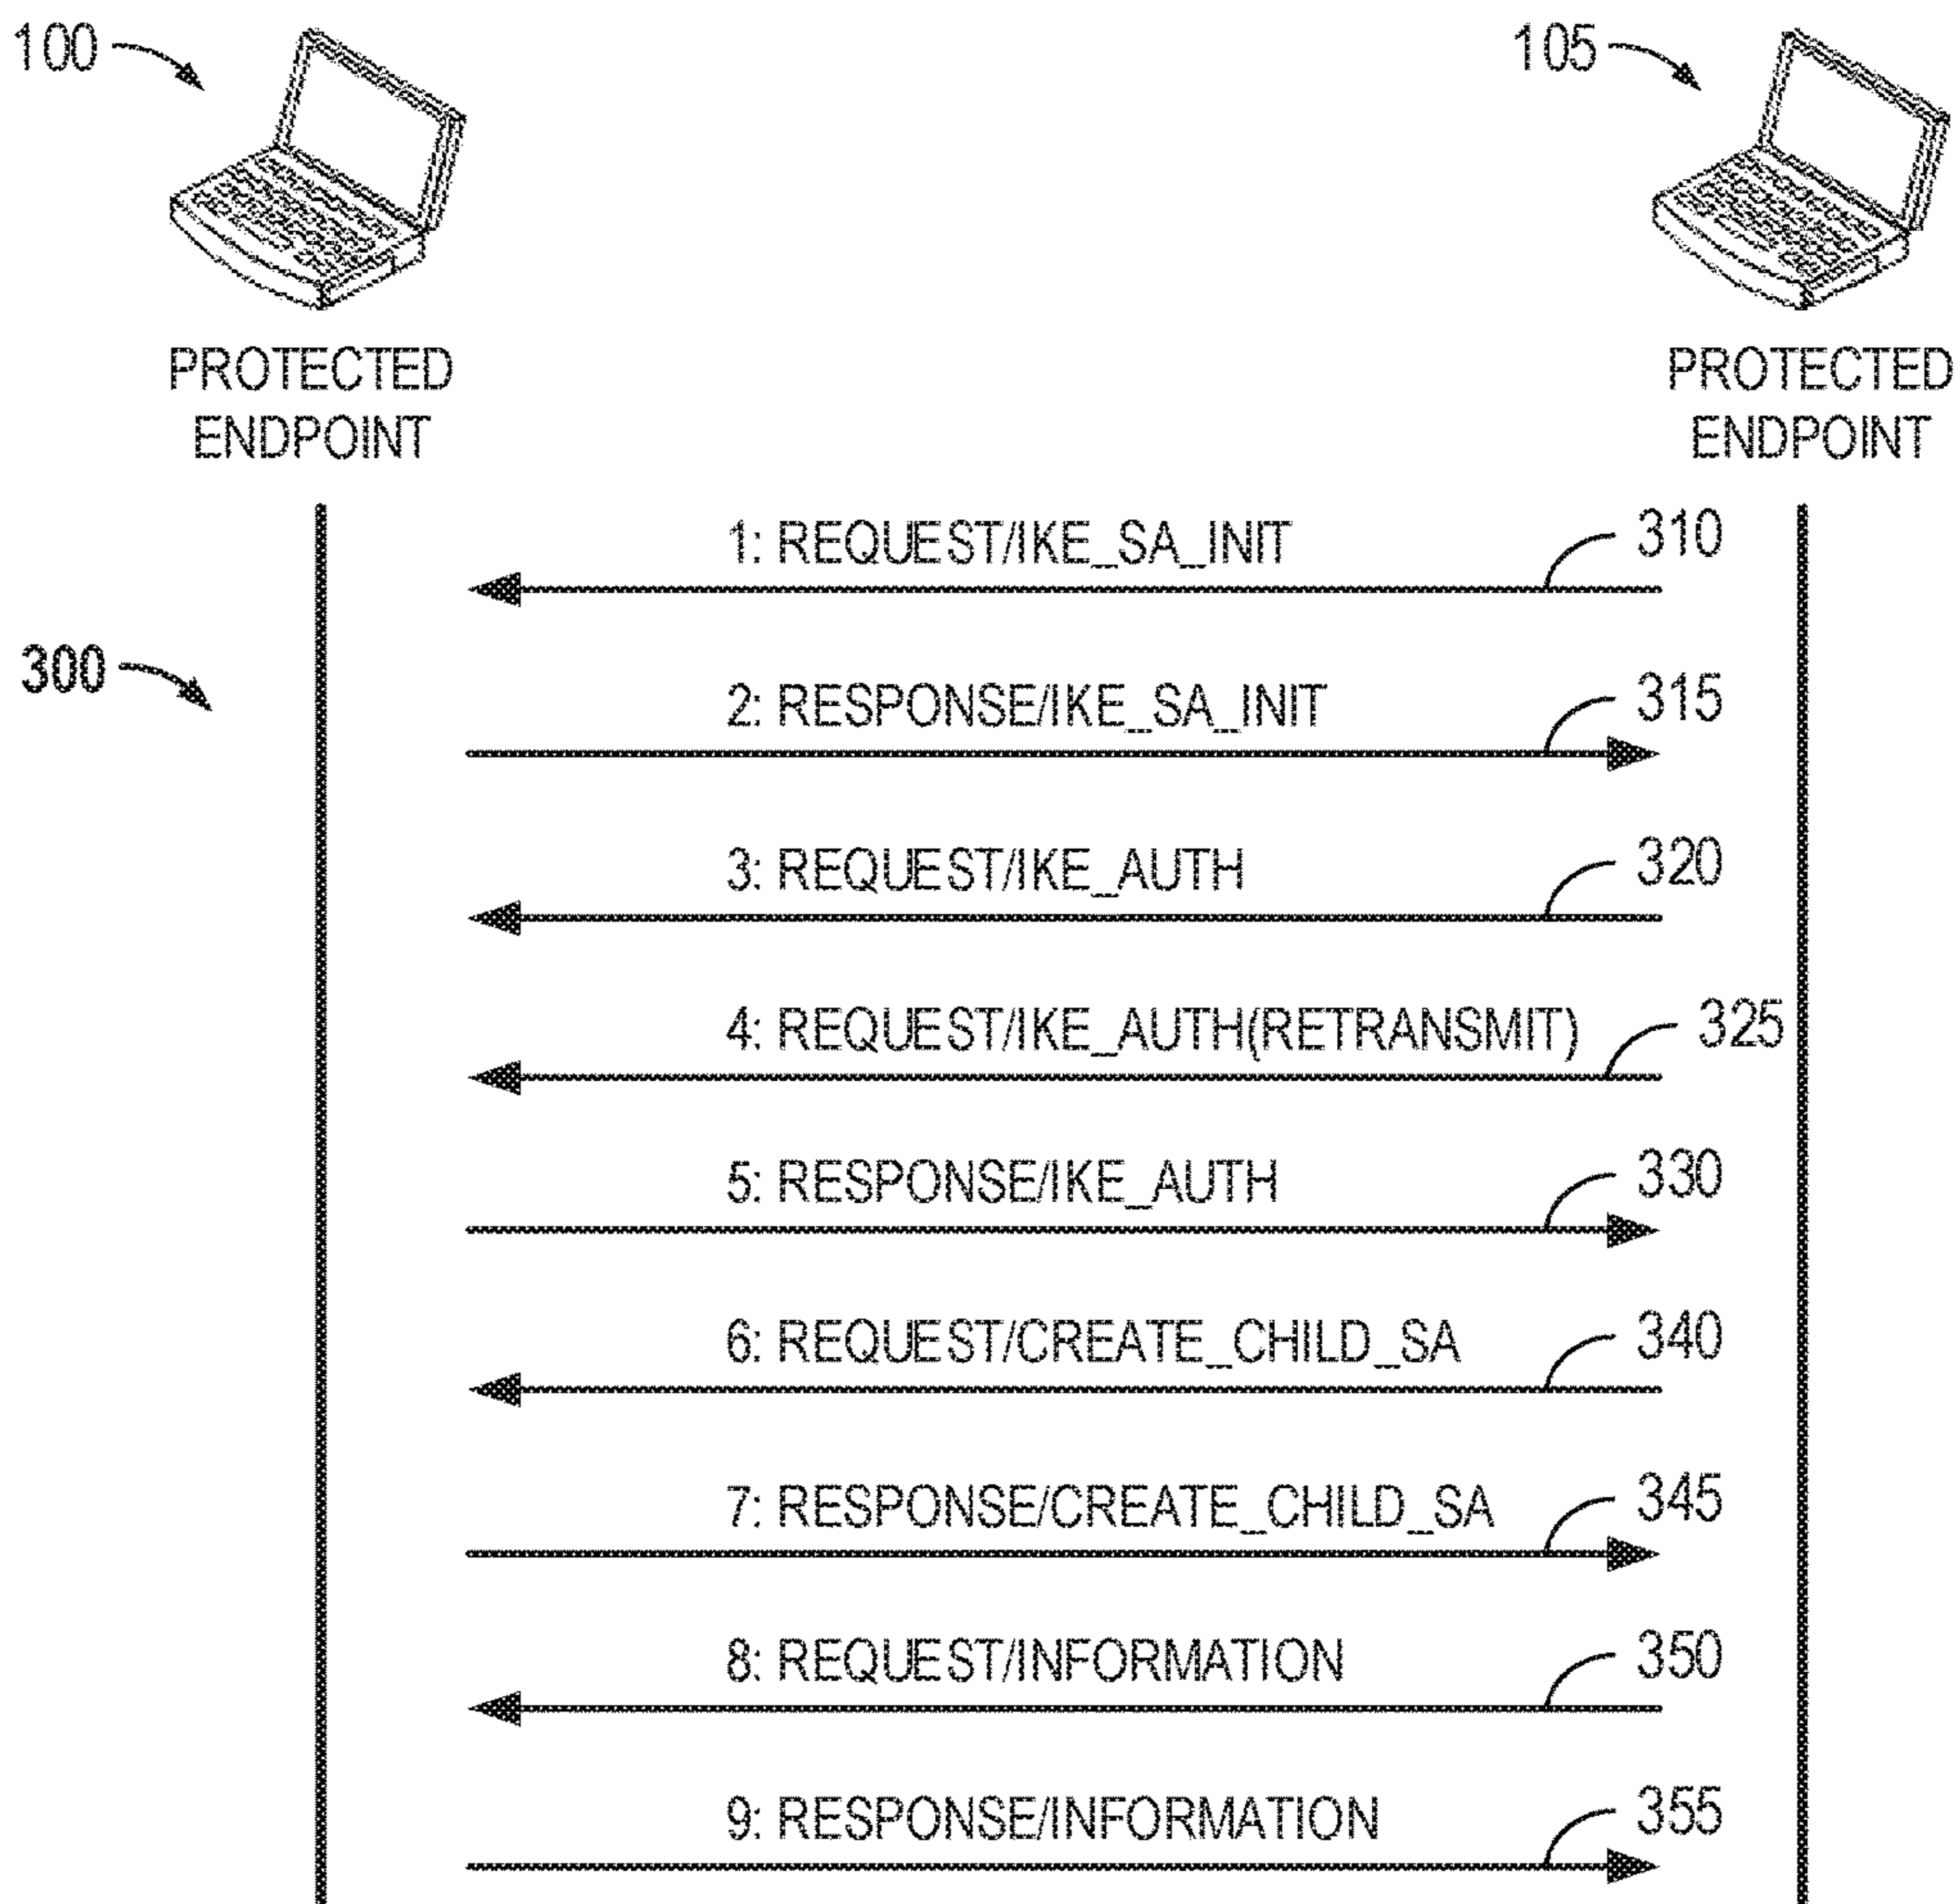 100
105
PROTECTED
ENDPOINT
PROTECTED
ENDPOINT
1: REQUEST/IKE_SA_INIT
310
300
2: RESPONSE/IKE_SA_INIT
315
3: REQUEST/IKE_AUTH
320
4: REQUEST/IKE_AUTH(RETRANSMIT)
325
5: RESPONSE/IKE_AUTH
330
6: REQUEST/CREATE_CHILD_SA
340
7: RESPONSE/CREATE_CHILD_SA
345
8: REQUEST/INFORMATION
350
9: RESPONSE/INFORMATION
355